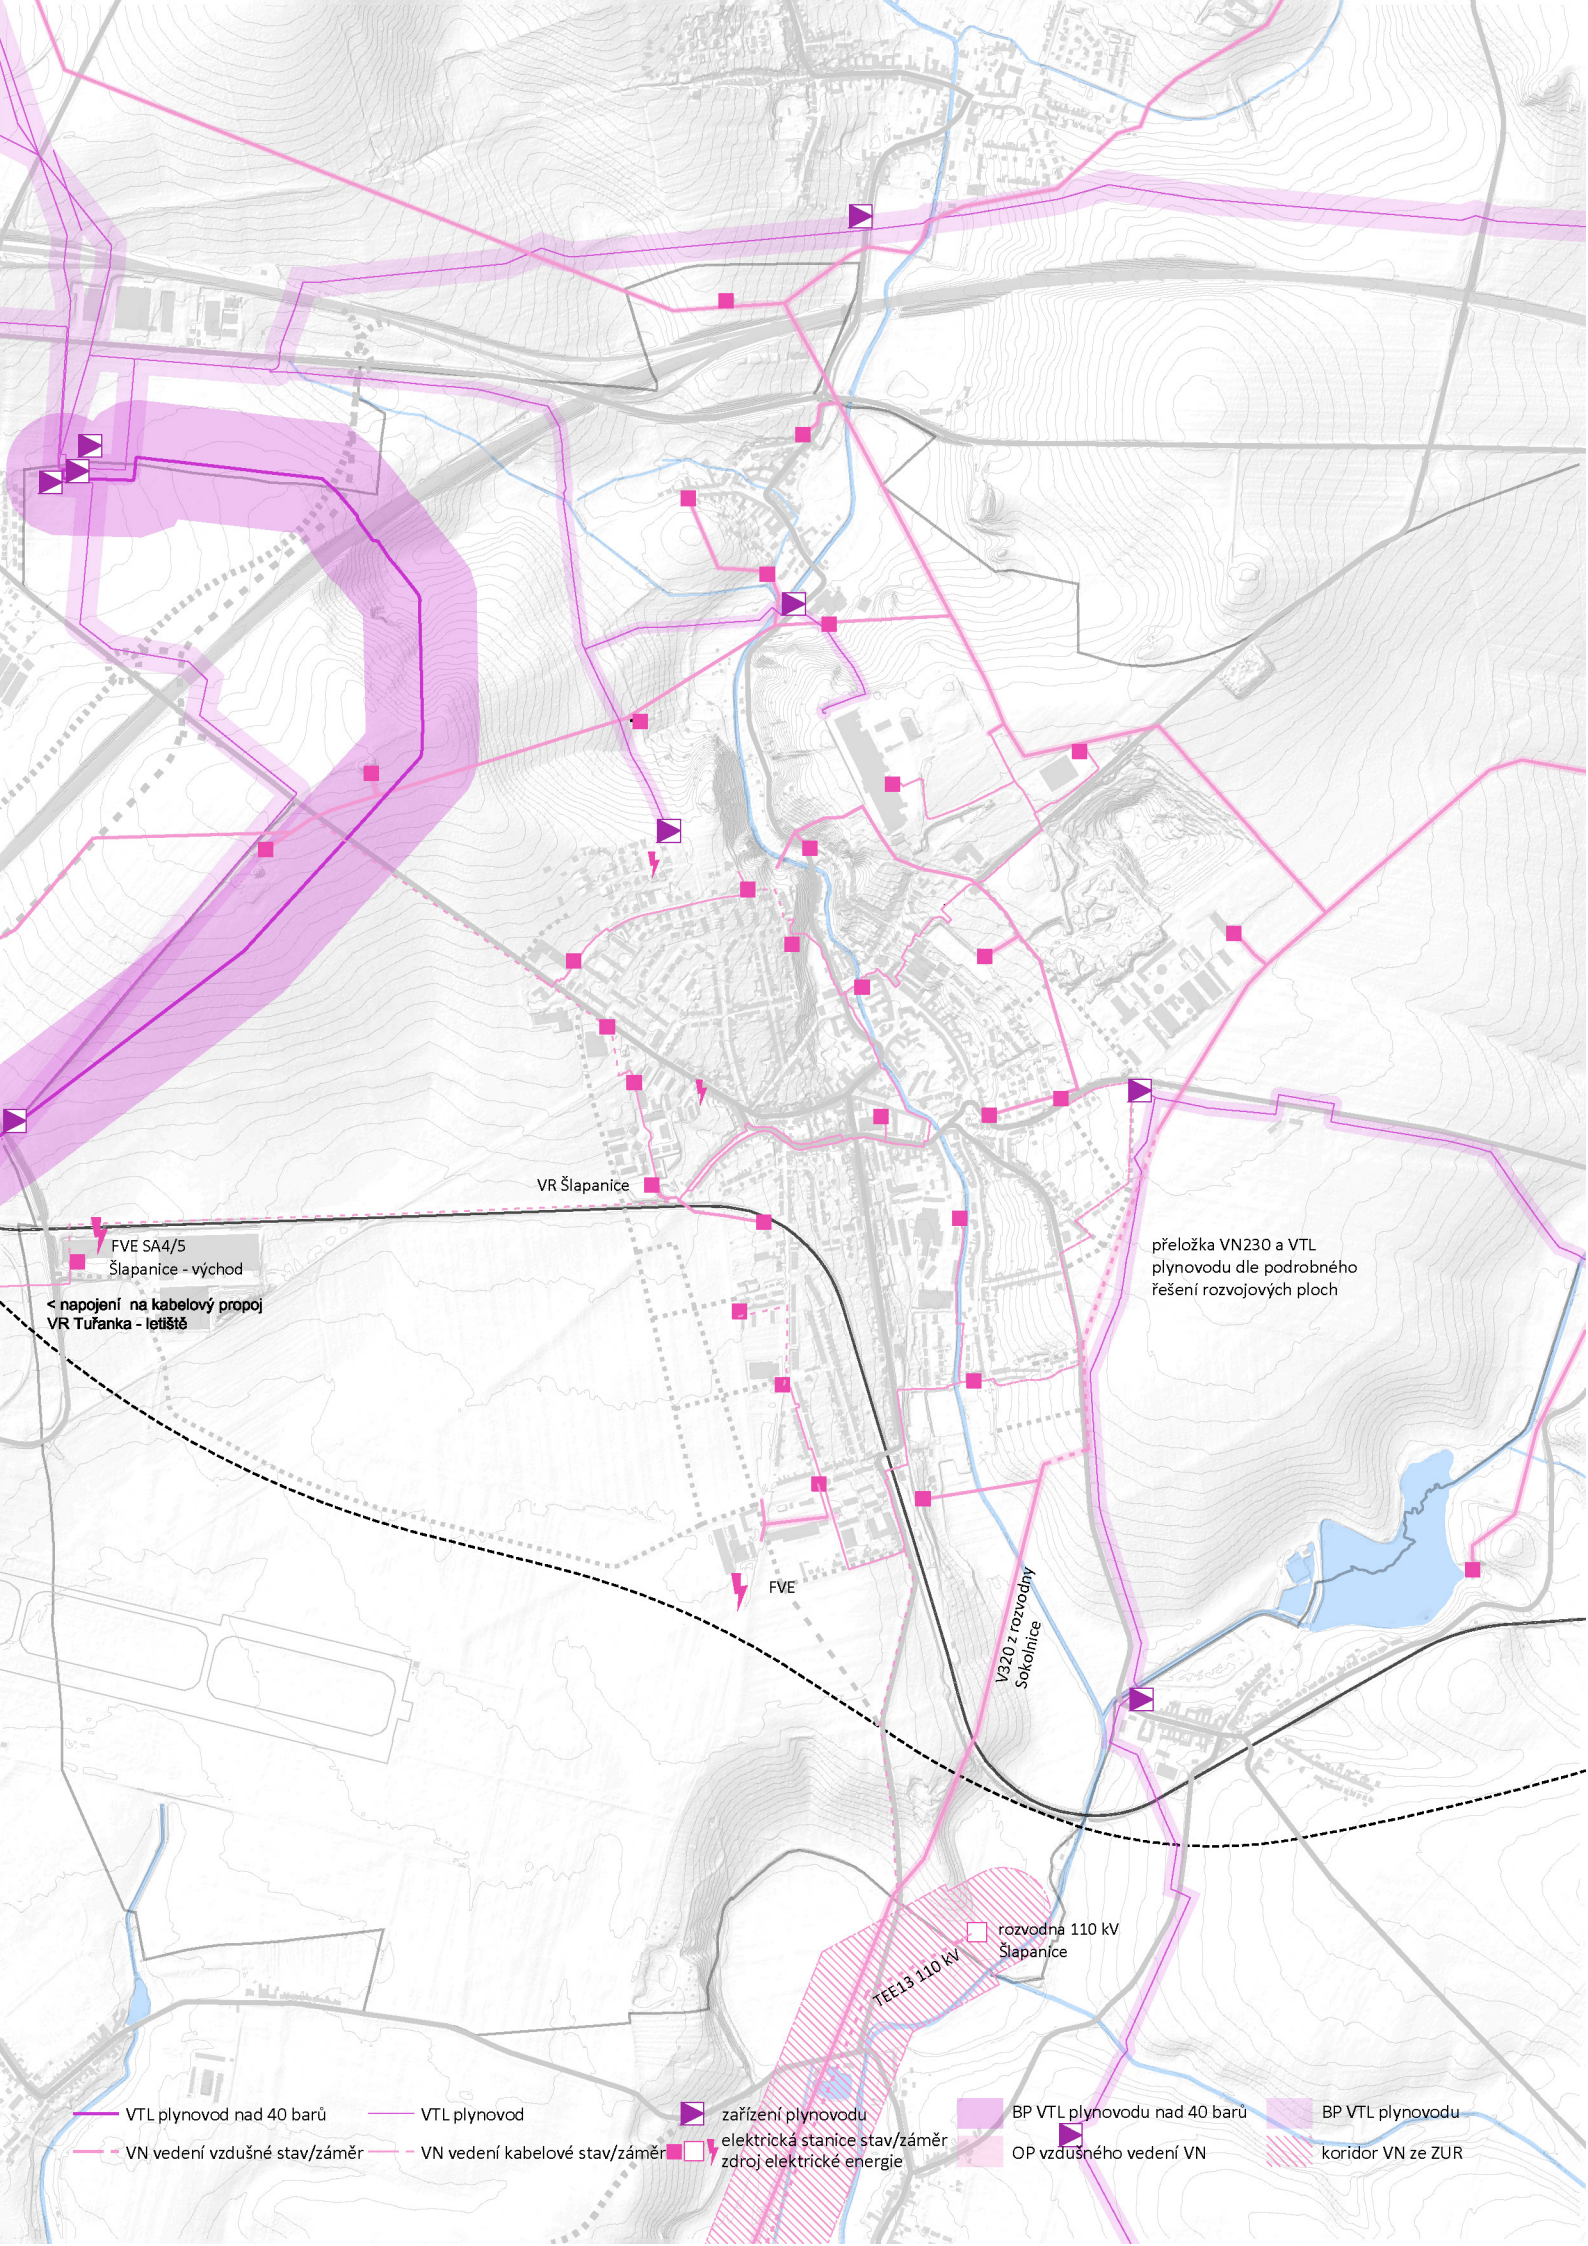 VR Šlapanice
FVE SA4/5
Šlapanice - východ
< napojení na kabelový propoj
VR Tuřanka - letiště
přeložka VN230 a VTL
plynovodu dle podrobného
řešení rozvojových ploch
FVE
V320 z rozvodny
Sokolnice
rozvodna 110 kV
Šlapanice
TEE13 110 kV
VTL plynovod nad 40 barů
VTL plynovod
zařízení plynovodu
BP VTL plynovodu nad 40 barů
BP VTL plynovodu
VN vedení vzdušné stav/záměr
VN vedení kabelové stav/záměr
elektrická stanice stav/záměr
zdroj elektrické energie
OP vzdušného vedení VN
koridor VN ze ZUR